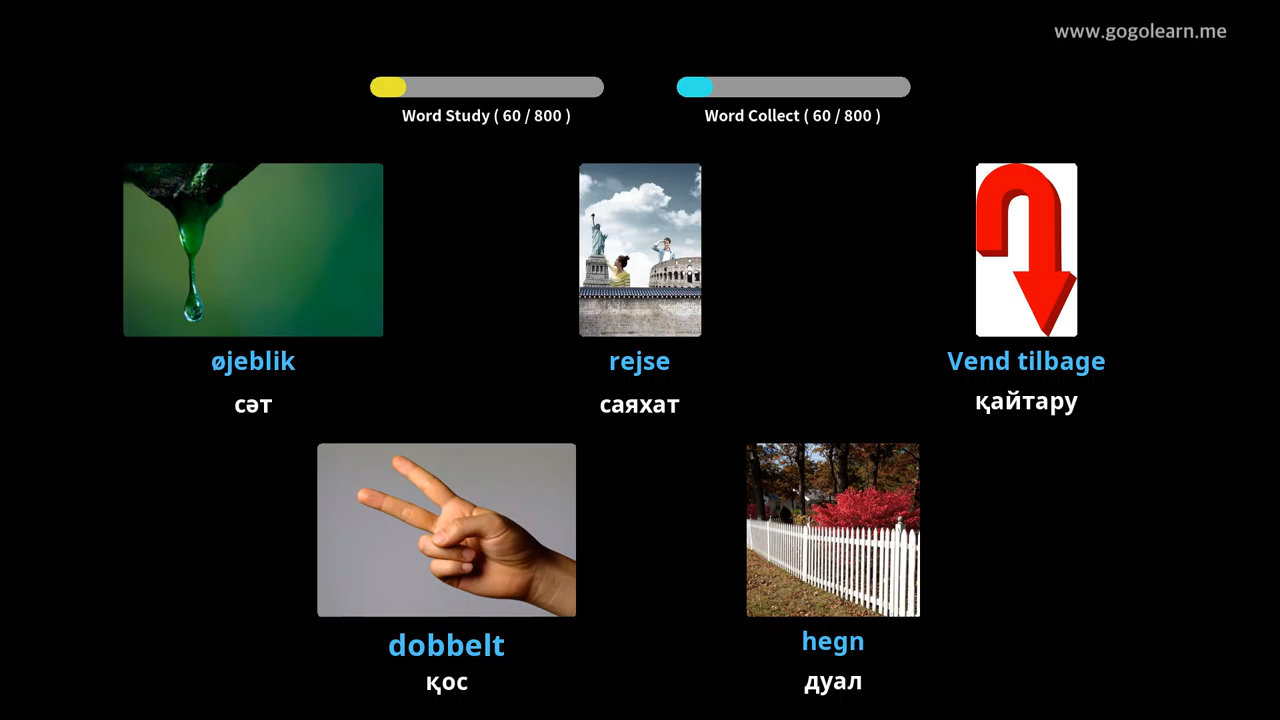 www.gogolearn.me
Word Study ( 60 / 800 )
Word Collect ( 60 / 800 )
øjeblik
сәт
rejse
саяхат
Vend tilbage
қайтару
dobbelt
қос
hegn
дуал